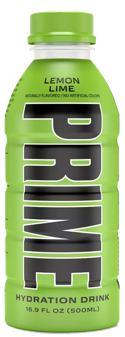 LEMON
LIME
NATURALLY FLAVORED / NO ARTIFICIAL COLORS
PRIME
HYDRATION DRINK
16.9 FL OZ (500ML)